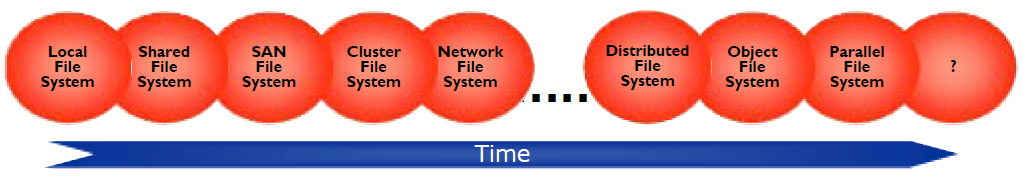 Local
File
System
Shared
File
System
SAN
File
System
Cluster
File
System
Network
File
System
.....
Distributed
File
System
Object
File
System
Parallel
File
System
?
Time